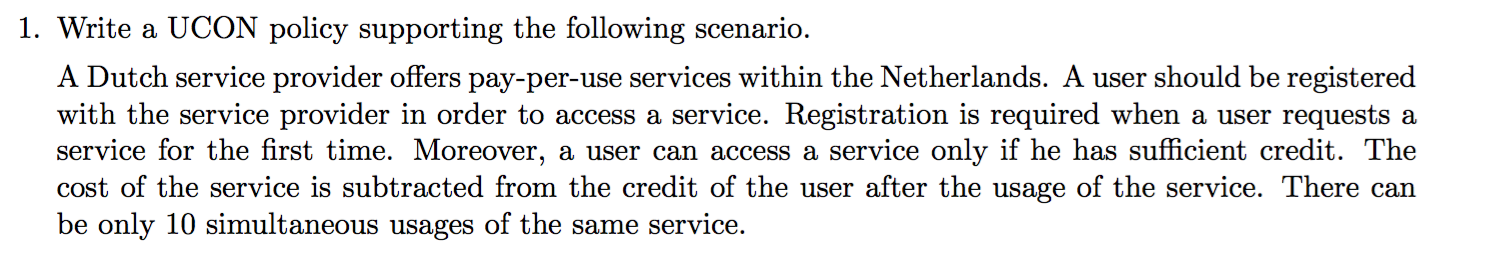 1. Write a UCON policy supporting the following scenario.
A Dutch service provider offers pay-per-use services within the Netherlands. A user should be registered
with the service provider in order to access a service. Registration is required when a user requests a
service for the first time. Moreover, a user can access a service only if he has sufficient credit. The
cost of the service is subtracted from the credit of the user after the usage of the service. There can
be only 10 simultaneous usages of the same service.